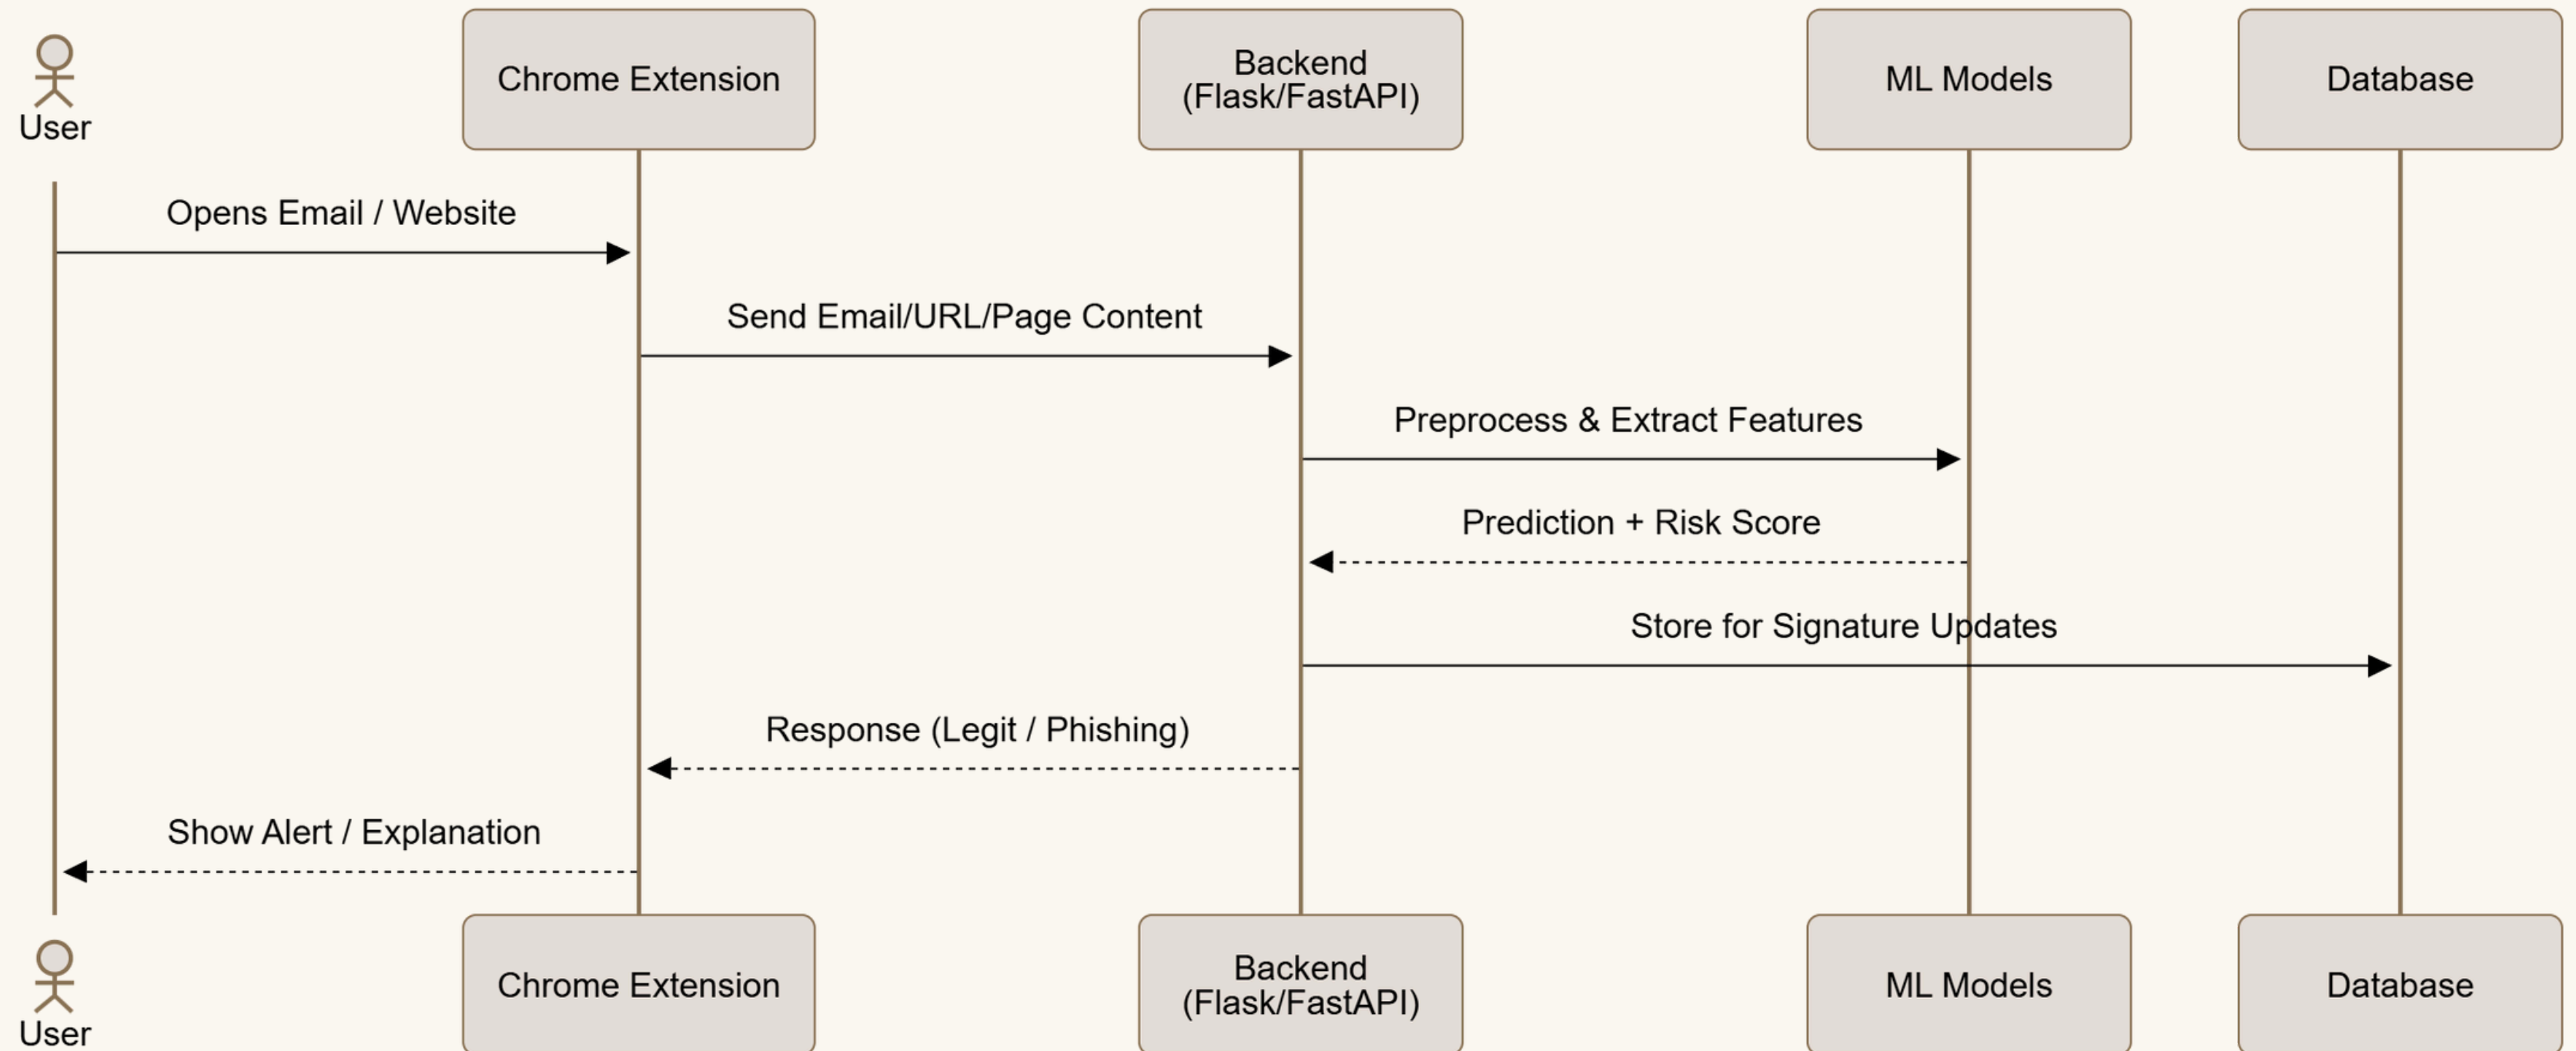 User
Chrome Extension
Backend
(Flask/FastAPI)
ML Models
Database
Opens Email / Website
Send Email/URL/Page Content
Preprocess & Extract Features
Prediction + Risk Score
Store for Signature Updates
Response (Legit / Phishing)
Show Alert / Explanation
User
Chrome Extension
Backend
(Flask/FastAPI)
ML Models
Database